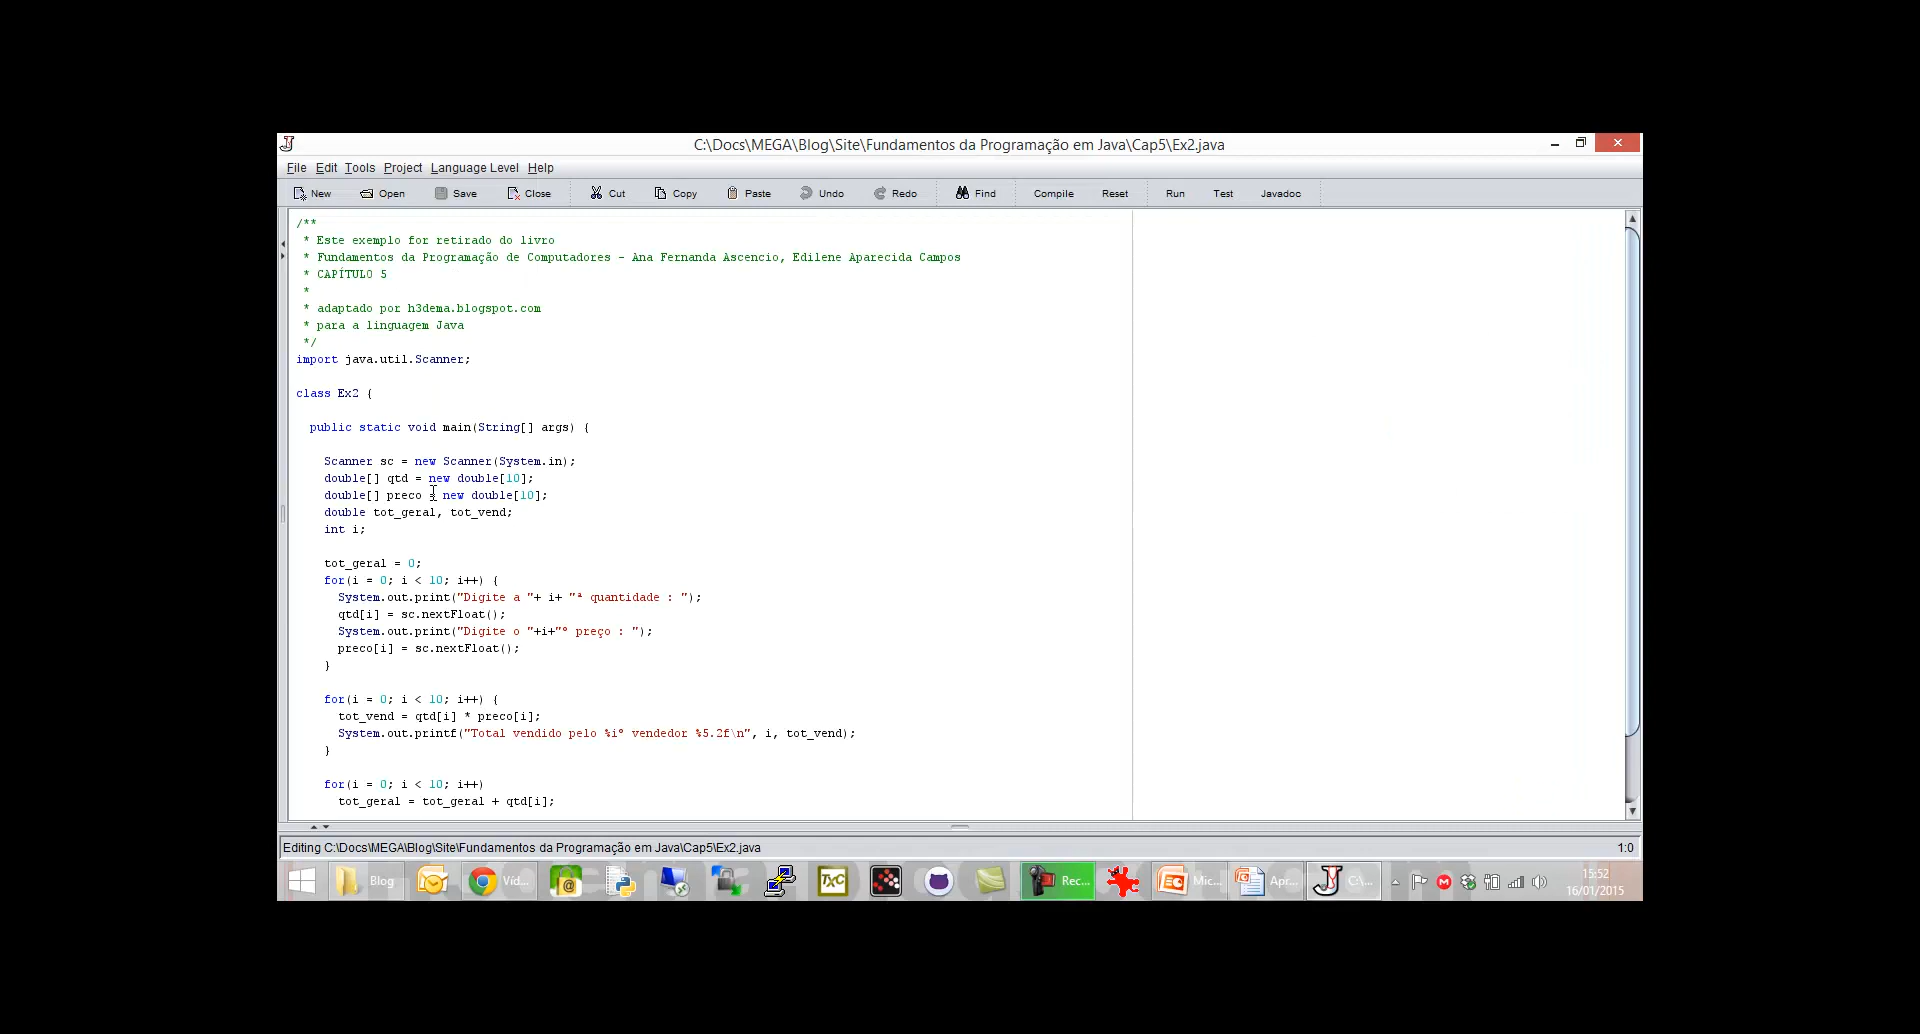 C:\Docs\MEGA\Blog\Site\Fundamentos da Programação em Java\Cap5\Ex2.java
File Edit Tools Project Language Level Help
New Open Save Close Cut Copy Paste Undo Redo Find Compile Reset Run Test Javadoc
/**
* Este exemplo for retirado do livro
* Fundamentos da Programação de Computadores - Ana Fernanda Ascencio, Edilene Aparecida Campos
* CAPÍTULO 5
*
* adaptado por h3dema.blogspot.com
* para a linguagem Java
*/
import java.util.Scanner;
class Ex2 {
public static void main(String[] args) {
Scanner sc = new Scanner(System.in);
double[] qtd = new double[10];
double[] preco = new double[10];
double tot_geral, tot_vend;
int i;
tot_geral = 0;
for(i = 0; i < 10; i++) {
System.out.print("Digite a "+ i+ "ª quantidade : ");
qtd[i] = sc.nextFloat();
System.out.print("Digite o "+i+"º preço : ");
preco[i] = sc.nextFloat();
}
for(i = 0; i < 10; i++) {
tot_vend = qtd[i] * preco[i];
System.out.printf("Total vendido pelo %iº vendedor %5.2f\n", i, tot_vend);
}
for(i = 0; i < 10; i++)
tot_geral = tot_geral + qtd[i];
Editing C:\Docs\MEGA\Blog\Site\Fundamentos da Programação em Java\Cap5\Ex2.java 1:0
Blog Víd... TXC Rec... Mic... Apr... C:\... 15:52
16/01/2015